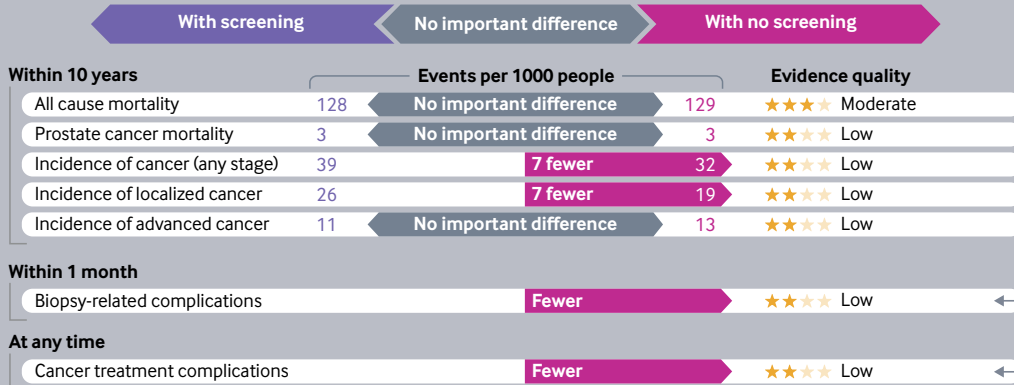 With screening No important difference With no screening
Within 10 years Events per 1000 people Evidence quality
All cause mortality 128 No important difference 129 Moderate
Prostate cancer mortality 3 No important difference 3 Low
Incidence of cancer (any stage) 39 7 fewer 32 Low
Incidence of localized cancer 26 7 fewer 19 Low
Incidence of advanced cancer 11 No important difference 13 Low
Within 1 month
Biopsy-related complications Fewer Low
At any time
Cancer treatment complications Fewer Low